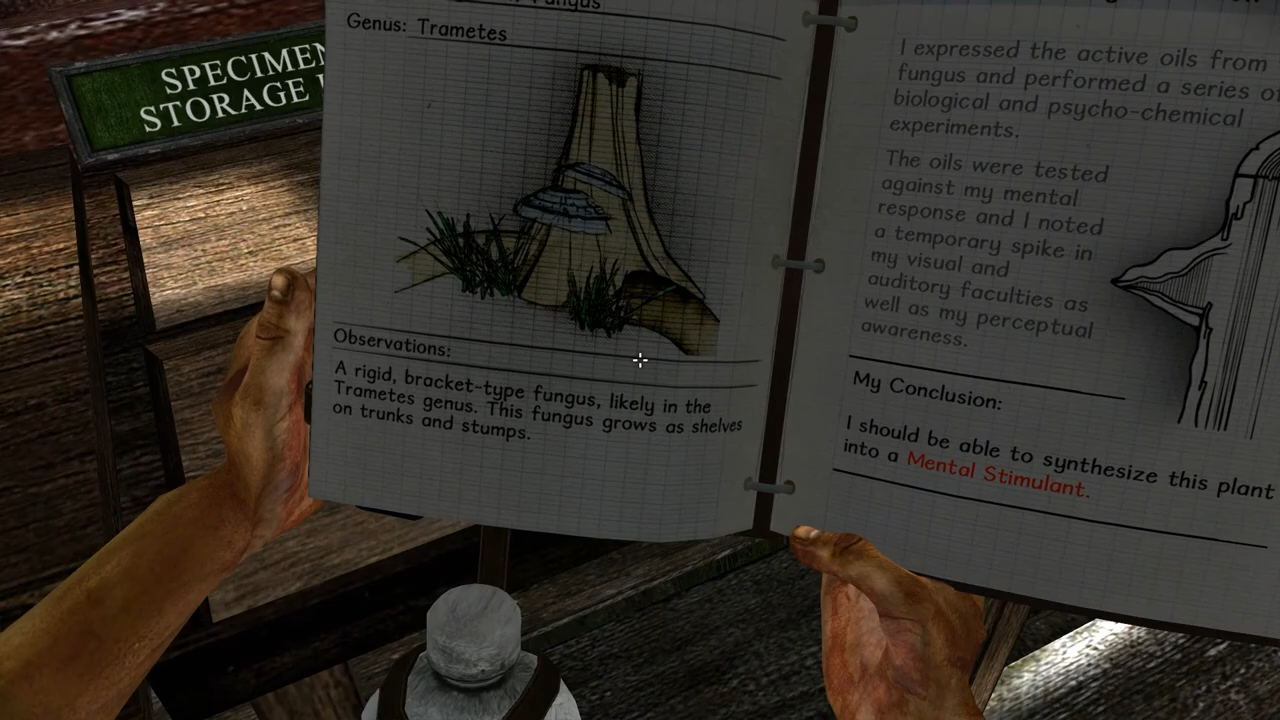 SPECIMEN
STORAGE
Fungus
Genus: Trametes
Observations:
A rigid, bracket-type fungus, likely in the
Trametes genus. This fungus grows as shelves
on trunks and stumps.
I expressed the active oils from
fungus and performed a series of
biological and psycho-chemical
experiments.
The oils were tested
against my mental
response and I noted
a temporary spike in
my visual and
auditory faculties as
well as my perceptual
awareness.
My Conclusion:
I should be able to synthesize this plant
into a Mental Stimulant.